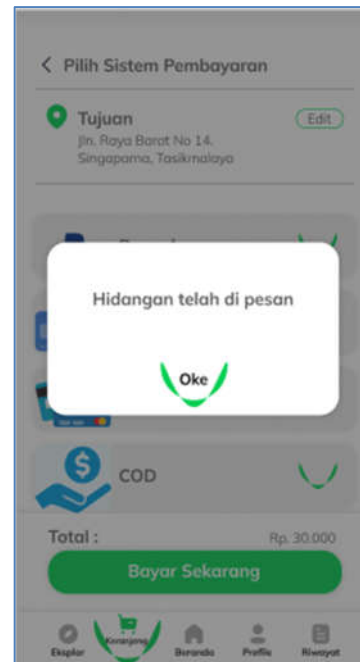 Pilih Sistem Pembayaran
Tujuan
Edit
Jln. Raya Barat No 14.
Singaparna, Tasikmalaya
Hidangan telah di pesan
Oke
COD
Total :
Rp. 30.000
Bayar Sekarang
Eksplor
Keranjang
Beranda
Profile
Riwayat